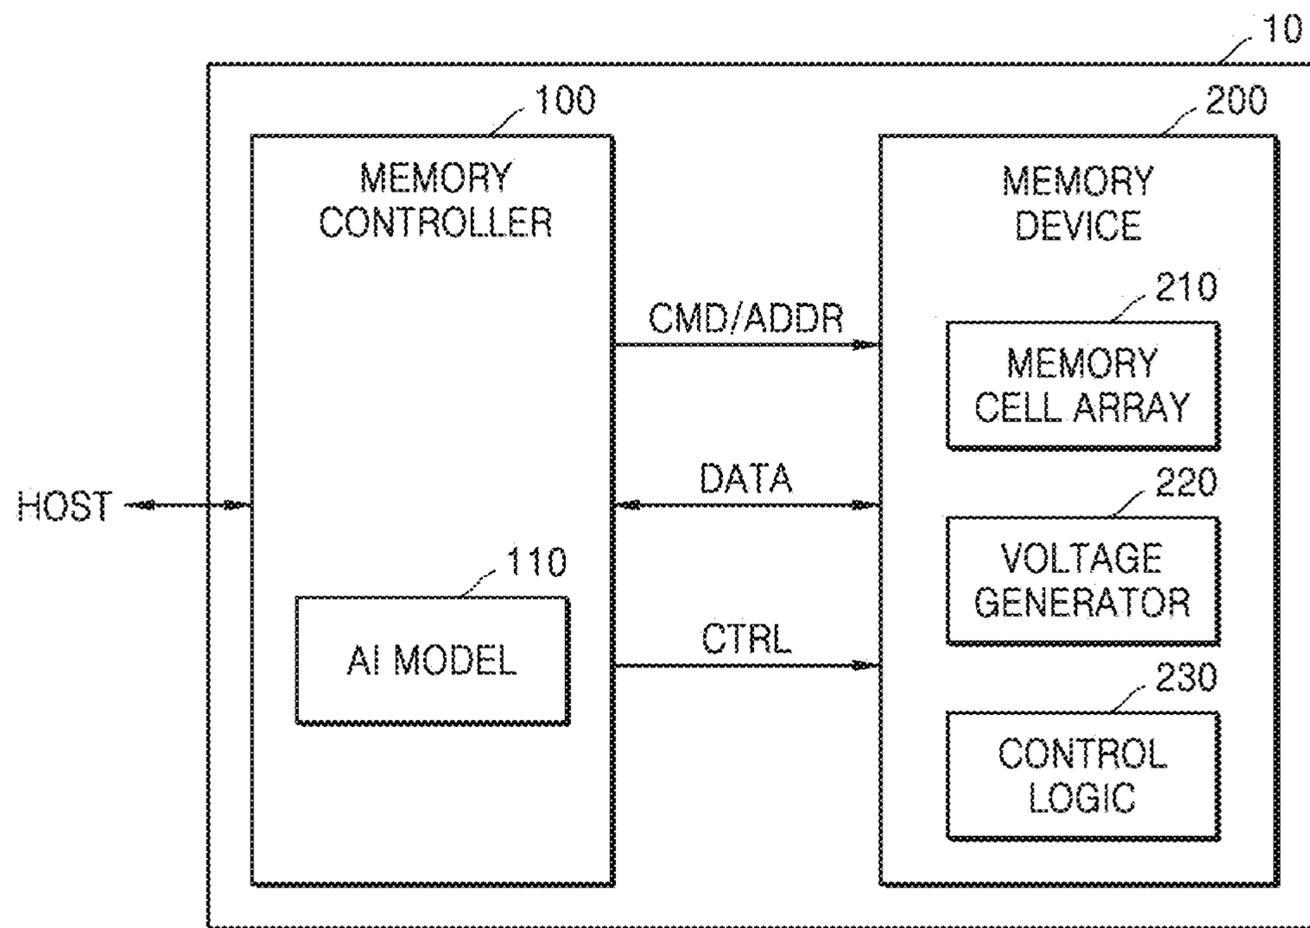 10
100
200
MEMORY
CONTROLLER
MEMORY
DEVICE
210
CMD/ADDR
MEMORY
CELL ARRAY
DATA
220
HOST
VOLTAGE
GENERATOR
110
AI MODEL
CTRL
230
CONTROL
LOGIC